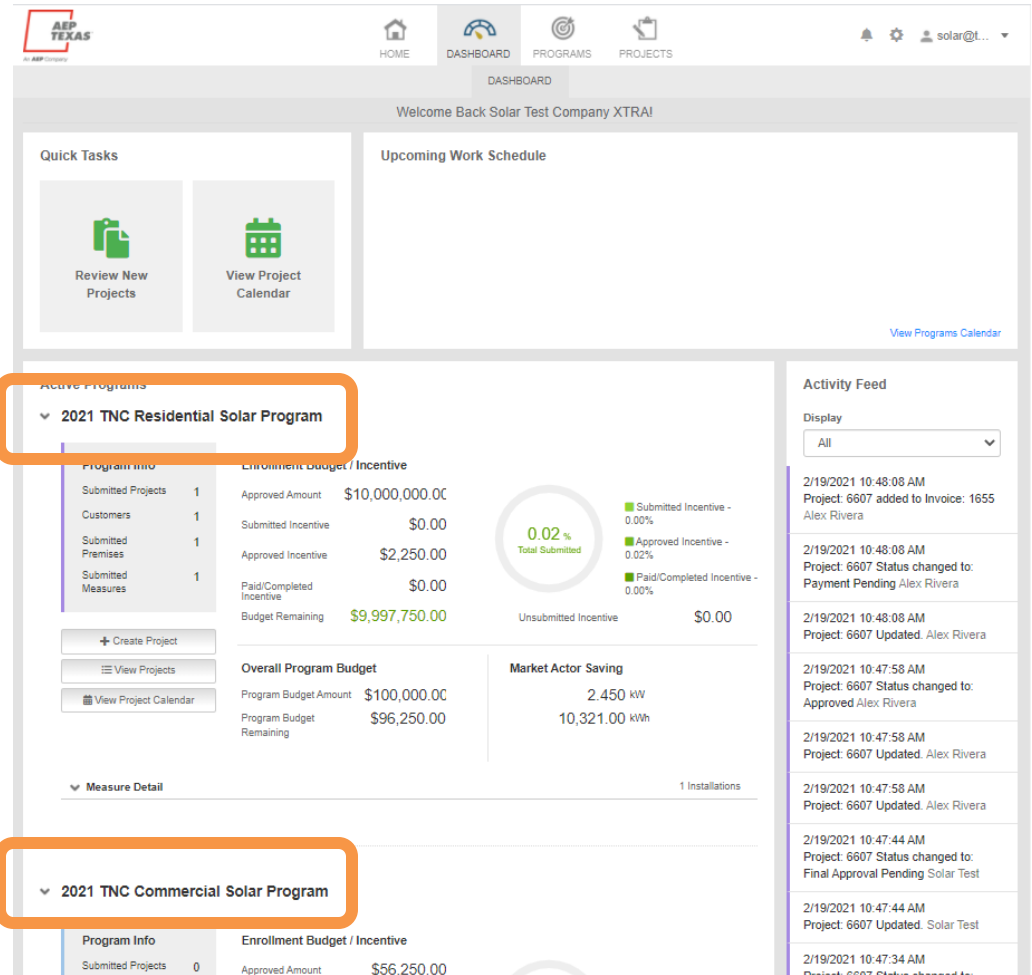 AEP
TEXAS
An AEP Company
HOME
DASHBOARD
PROGRAMS
PROJECTS
solar@t...
DASHBOARD
Welcome Back Solar Test Company XTRA!
Quick Tasks
Review New
Projects
View Project
Calendar
Upcoming Work Schedule
View Programs Calendar
Active Programs
2021 TNC Residential Solar Program
Program Info
Submitted Projects 1
Customers 1
Submitted
Premises 1
Submitted
Measures 1
+ Create Project
View Projects
View Project Calendar
Enrollment Budget / Incentive
Approved Amount $10,000,000.00
Submitted Incentive $0.00
Approved Incentive $2,250.00
Paid/Completed
Incentive $0.00
Budget Remaining $9,997,750.00
0.02 %
Total Submitted
Submitted Incentive -
0.00%
Approved Incentive -
0.02%
Paid/Completed Incentive -
0.00%
Unsubmitted Incentive $0.00
Overall Program Budget
Program Budget Amount $100,000.00
Program Budget
Remaining $96,250.00
Market Actor Saving
2.450 kW
10,321.00 kWh
Measure Detail
1 Installations
2021 TNC Commercial Solar Program
Program Info
Submitted Projects 0
Enrollment Budget / Incentive
Approved Amount $56,250.00
Activity Feed
Display
All
2/19/2021 10:48:08 AM
Project: 6607 added to Invoice: 1655
Alex Rivera
2/19/2021 10:48:08 AM
Project: 6607 Status changed to:
Payment Pending Alex Rivera
2/19/2021 10:48:08 AM
Project: 6607 Updated. Alex Rivera
2/19/2021 10:47:58 AM
Project: 6607 Status changed to:
Approved Alex Rivera
2/19/2021 10:47:58 AM
Project: 6607 Updated. Alex Rivera
2/19/2021 10:47:58 AM
Project: 6607 Updated. Alex Rivera
2/19/2021 10:47:44 AM
Project: 6607 Status changed to:
Final Approval Pending Solar Test
2/19/2021 10:47:44 AM
Project: 6607 Updated. Solar Test
2/19/2021 10:47:34 AM
Project: 6607 Status changed to: